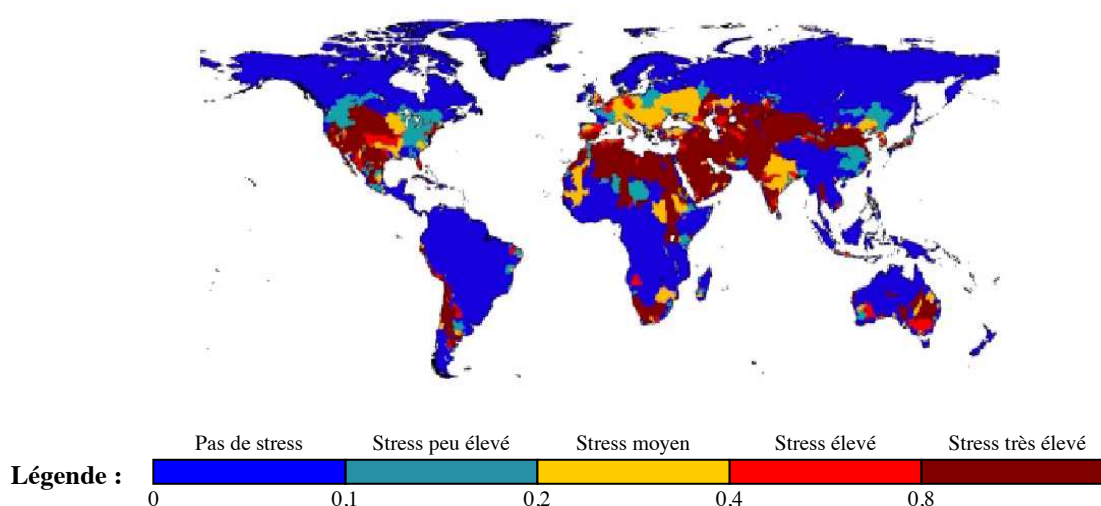 Pas de stress Stress peu élevé Stress moyen Stress élevé Stress très élevé
Légende :
0 0,1 0,2 0,4 0,8